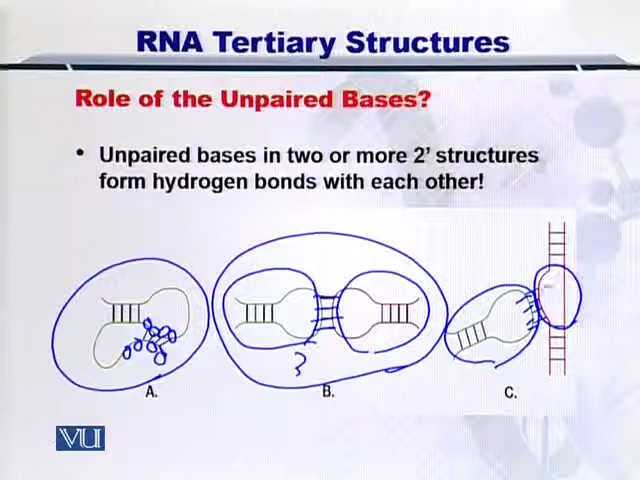 RNA Tertiary Structures
Role of the Unpaired Bases?
• Unpaired bases in two or more 2' structures
form hydrogen bonds with each other!
A.
B.
C.
VU